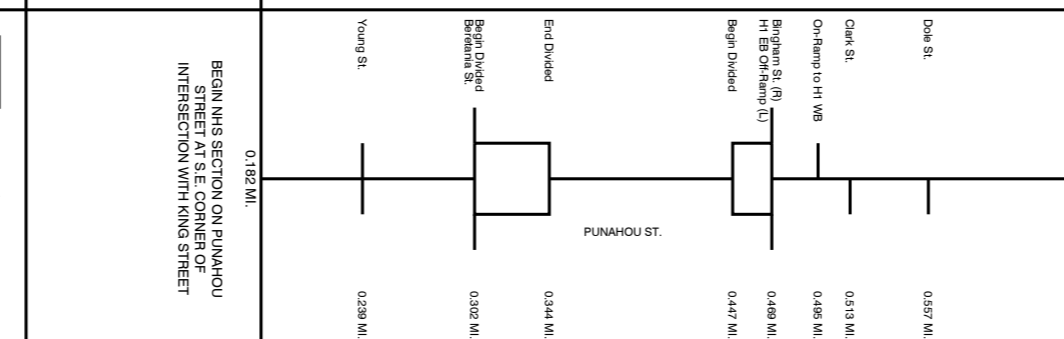 BEGIN NHS SECTION ON PUNAHOU
STREET AT S.E. CORNER OF
INTERSECTION WITH KING STREET
0.182 MI.
Young St.
Begin Divided
Beretania St.
End Divided
Begin Divided
Bingham St. (R)
H1 EB Off-Ramp (L)
On-Ramp to H1 WB
Clark St.
Dole St.
PUNAHOU ST.
0.239 MI.
0.302 MI.
0.344 MI.
0.447 MI.
0.469 MI.
0.495 MI.
0.513 MI.
0.557 MI.